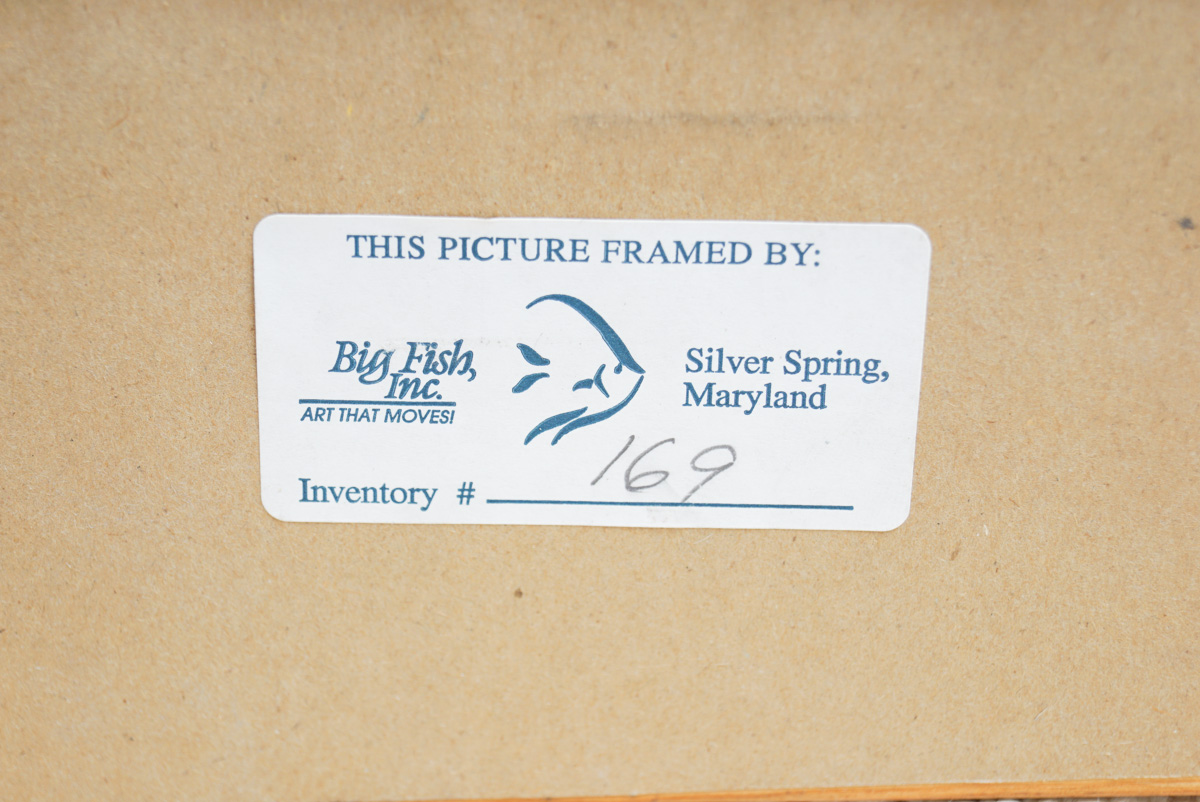 THIS PICTURE FRAMED BY:
Big Fish,
Inc.
ART THAT MOVES!
Silver Spring,
Maryland
Inventory # 169